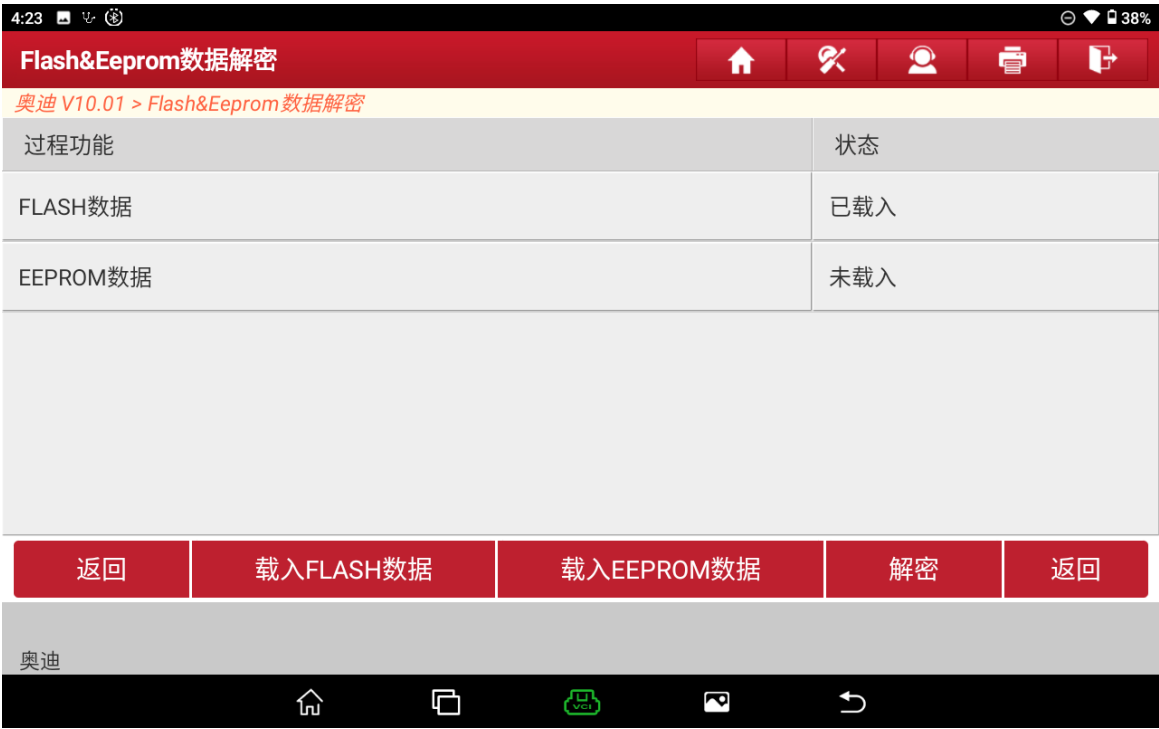 4:23 38%
Flash&Eeprom数据解密
奥迪 V10.01 > Flash&Eeprom数据解密
过程功能 状态
FLASH数据 已载入
EEPROM数据 未载入
返回 载入FLASH数据 载入EEPROM数据 解密 返回
奥迪
VCI